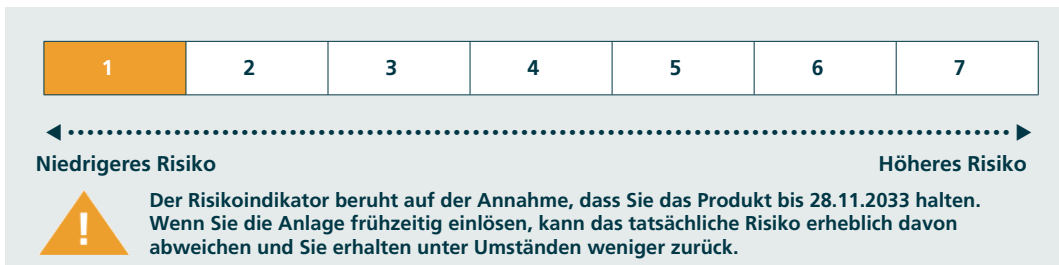 1 2 3 4 5 6 7
Niedrigeres Risiko Höheres Risiko
! Der Risikoindikator beruht auf der Annahme, dass Sie das Produkt bis 28.11.2033 halten.
Wenn Sie die Anlage frühzeitig einlösen, kann das tatsächliche Risiko erheblich davon
abweichen und Sie erhalten unter Umständen weniger zurück.